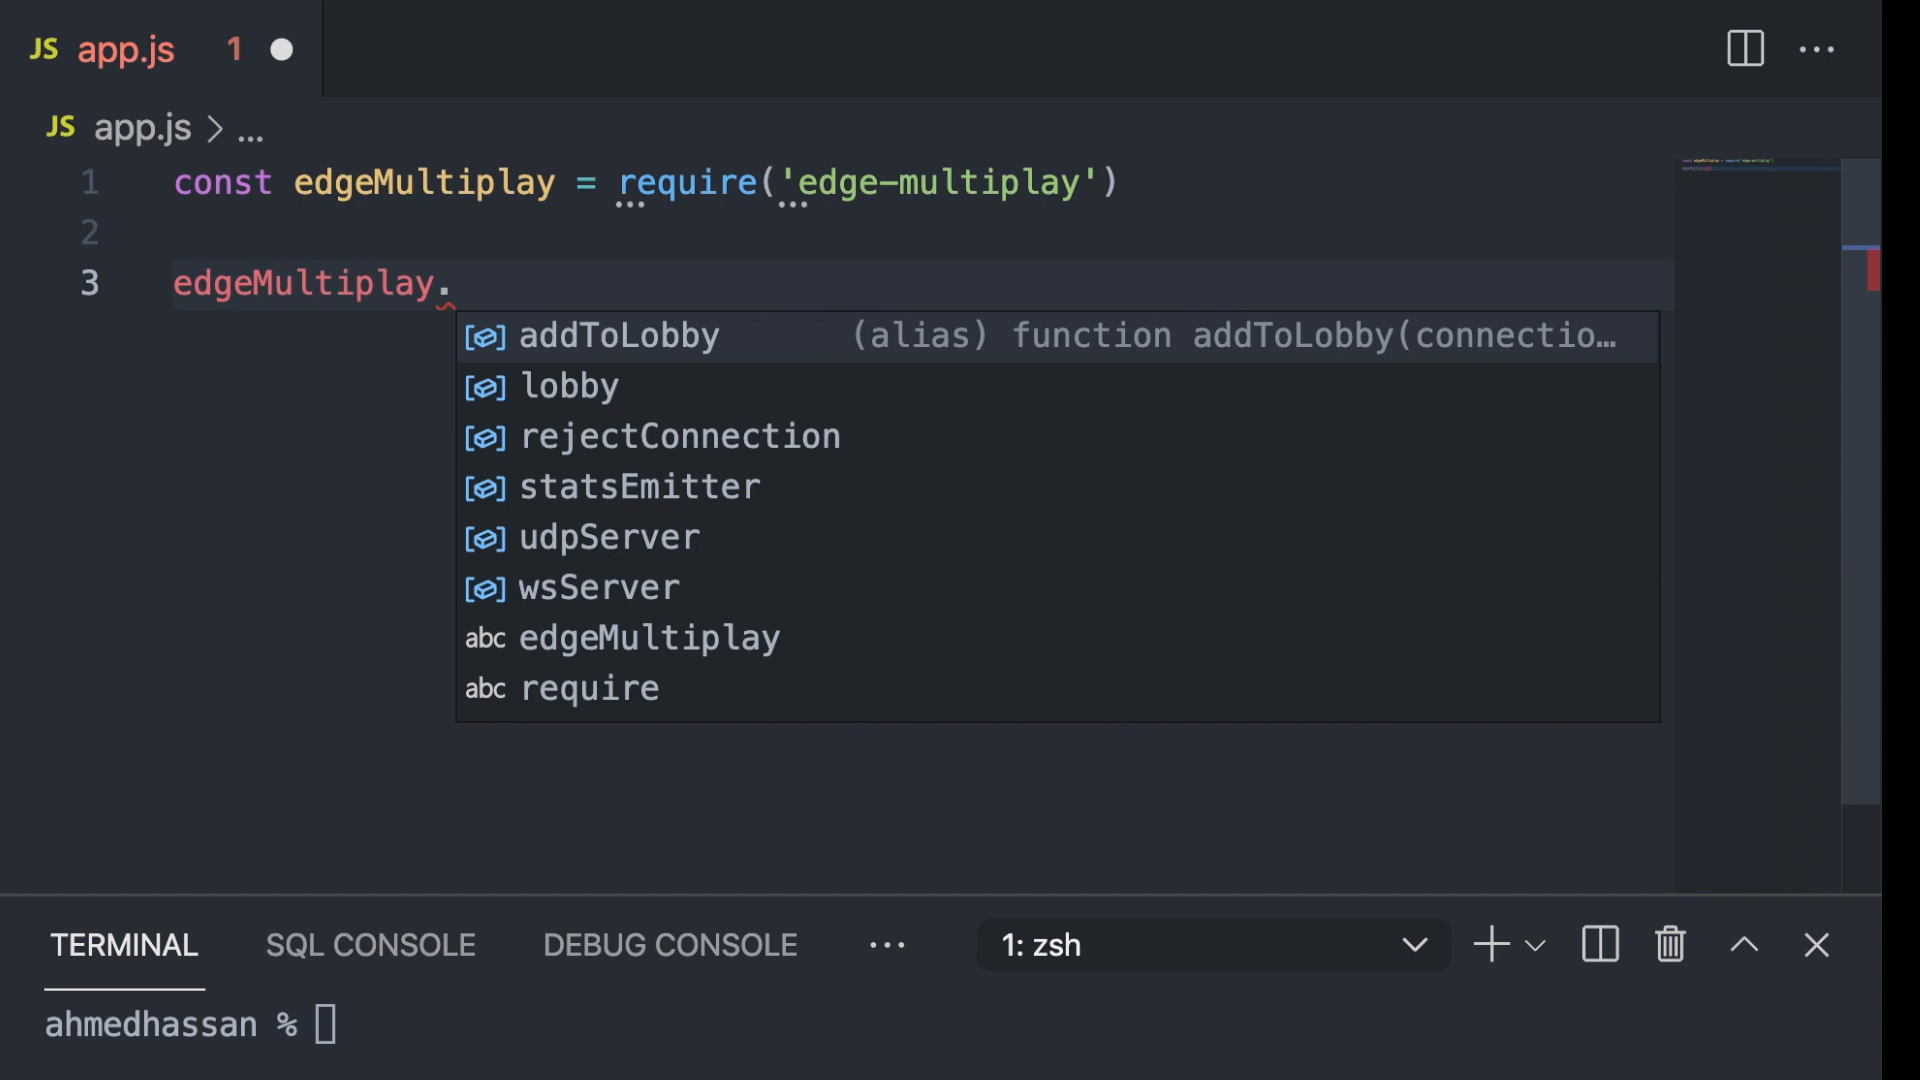 JS app.js 1
JS app.js > ...
1 const edgeMultiplay = require('edge-multiplay')
2
3 edgeMultiplay.
addToLobby (alias) function addToLobby(connectio…
lobby
rejectConnection
statsEmitter
udpServer
wsServer
abc edgeMultiplay
abc require
TERMINAL SQL CONSOLE DEBUG CONSOLE ... 1: zsh
ahmedhassan %